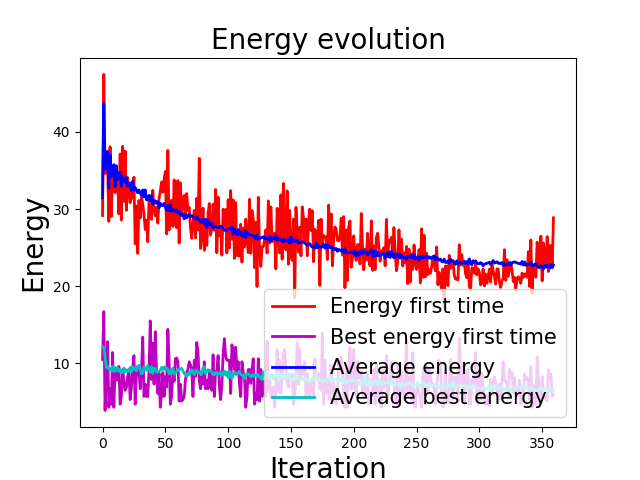 Energy evolution
Energy
40
30
20
10
Energy first time
Best energy first time
Average energy
Average best energy
0 50 100 150 200 250 300 350
Iteration